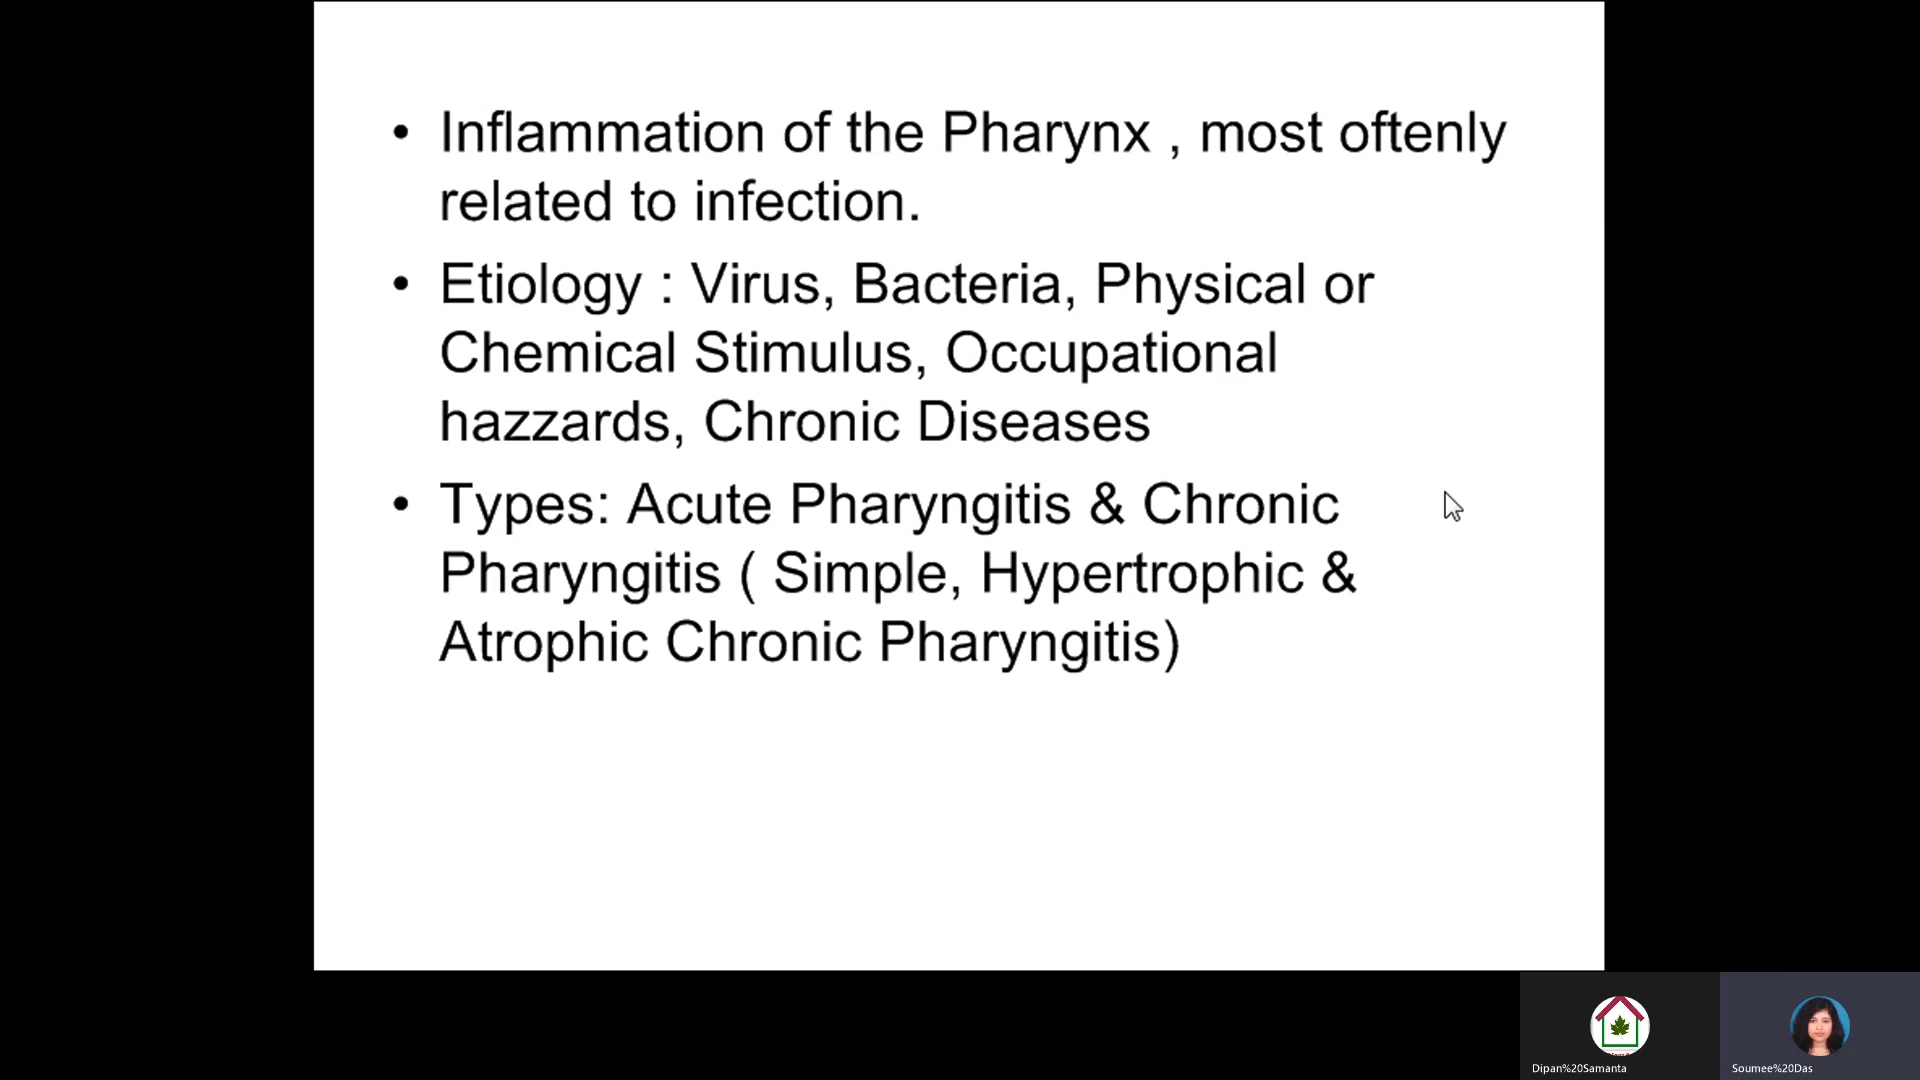 • Inflammation of the Pharynx , most oftenly
related to infection.
• Etiology : Virus, Bacteria, Physical or
Chemical Stimulus, Occupational
hazzards, Chronic Diseases
• Types: Acute Pharyngitis & Chronic
Pharyngitis ( Simple, Hypertrophic &
Atrophic Chronic Pharyngitis)
Dipan%20Samanta
Soumee%20Das